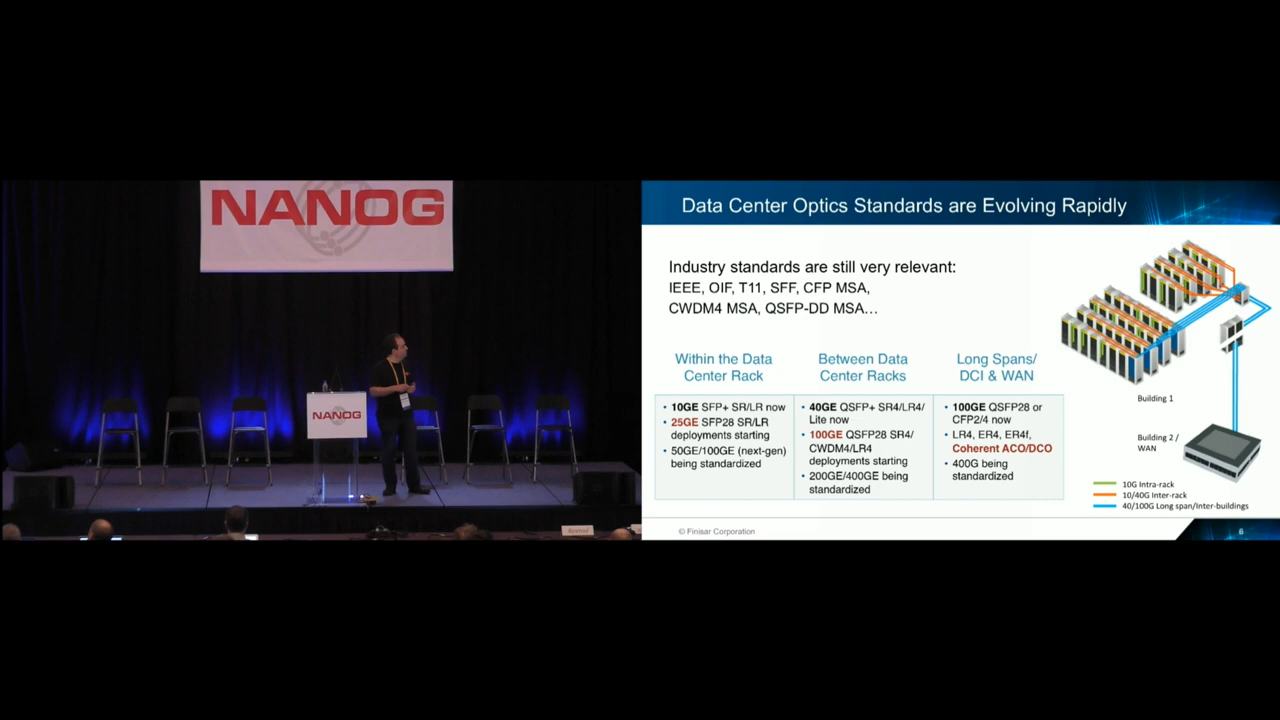 NANOG
NANOG
Data Center Optics Standards are Evolving Rapidly
Industry standards are still very relevant:
IEEE, OIF, T11, SFF, CFP MSA,
CWDM4 MSA, QSFP-DD MSA…
Within the Data
Center Rack
• 10GE SFP+ SR/LR now
• 25GE SFP28 SR/LR
deployments starting
• 50GE/100GE (next-gen)
being standardized
Between Data
Center Racks
• 40GE QSFP+ SR4/LR4/
Lite now
• 100GE QSFP28 SR4/
CWDM4/LR4
deployments starting
• 200GE/400GE being
standardized
Long Spans/
DCI & WAN
• 100GE QSFP28 or
CFP2/4 now
• LR4, ER4, ER4f,
Coherent ACO/DCO
• 400G being
standardized
Building 1
Building 2 /
WAN
10G Intra-rack
10/40G Inter-rack
40/100G Long span/Inter-buildings
© Finisar Corporation
6